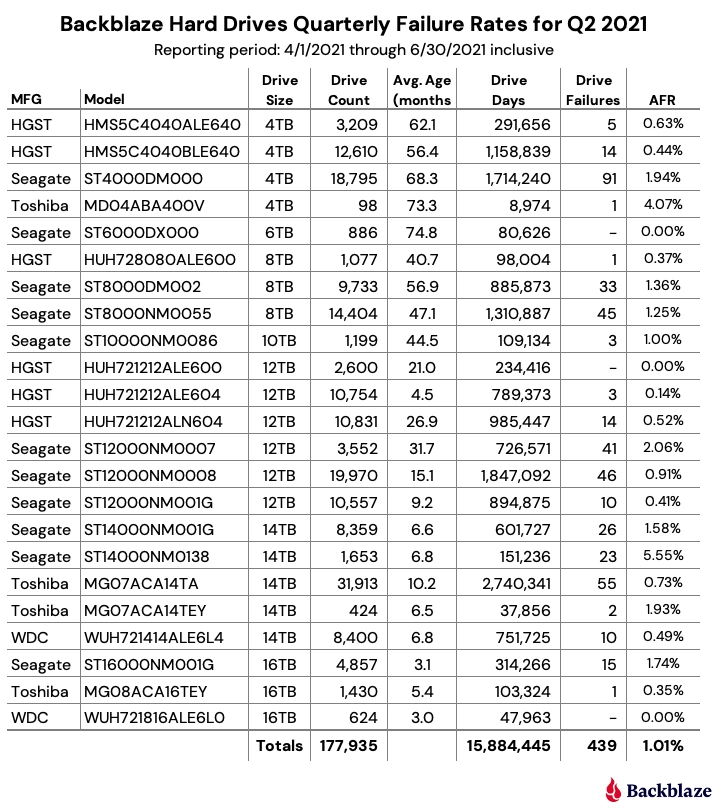 Backblaze Hard Drives Quarterly Failure Rates for Q2 2021
Reporting period: 4/1/2021 through 6/30/2021 inclusive
MFG Model Drive Size Drive Count Avg. Age (months Drive Days Drive Failures AFR
HGST HMS5C4040ALE640 4TB 3,209 62.1 291,656 5 0.63%
HGST HMS5C4040BLE640 4TB 12,610 56.4 1,158,839 14 0.44%
Seagate ST4000DM000 4TB 18,795 68.3 1,714,240 91 1.94%
Toshiba MD04ABA400V 4TB 98 73.3 8,974 1 4.07%
Seagate ST6000DX000 6TB 886 74.8 80,626 - 0.00%
HGST HUH728080ALE600 8TB 1,077 40.7 98,004 1 0.37%
Seagate ST8000DM002 8TB 9,733 56.9 885,873 33 1.36%
Seagate ST8000NM0055 8TB 14,404 47.1 1,310,887 45 1.25%
Seagate ST10000NM0086 10TB 1,199 44.5 109,134 3 1.00%
HGST HUH721212ALE600 12TB 2,600 21.0 234,416 - 0.00%
HGST HUH721212ALE604 12TB 10,754 4.5 789,373 3 0.14%
HGST HUH721212ALN604 12TB 10,831 26.9 985,447 14 0.52%
Seagate ST12000NM0007 12TB 3,552 31.7 726,571 41 2.06%
Seagate ST12000NM0008 12TB 19,970 15.1 1,847,092 46 0.91%
Seagate ST12000NM001G 12TB 10,557 9.2 894,875 10 0.41%
Seagate ST14000NM001G 14TB 8,359 6.6 601,727 26 1.58%
Seagate ST14000NM0138 14TB 1,653 6.8 151,236 23 5.55%
Toshiba MG07ACA14TA 14TB 31,913 10.2 2,740,341 55 0.73%
Toshiba MG07ACA14TEY 14TB 424 6.5 37,856 2 1.93%
WDC WUH721414ALE6L4 14TB 8,400 6.8 751,725 10 0.49%
Seagate ST16000NM001G 16TB 4,857 3.1 314,266 15 1.74%
Toshiba MG08ACA16TEY 16TB 1,430 5.4 103,324 1 0.35%
WDC WUH721816ALE6L0 16TB 624 3.0 47,963 - 0.00%
Totals 177,935 15,884,445 439 1.01%
Backblaze